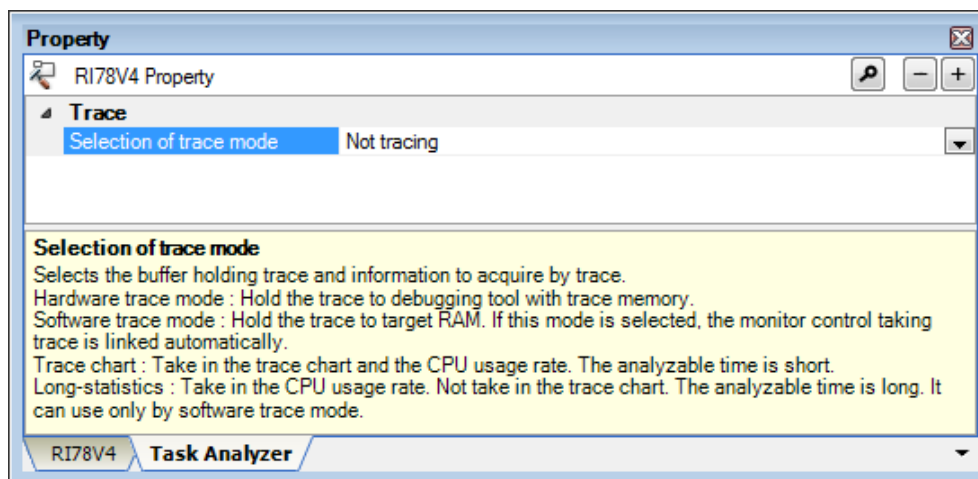 Property
RI78V4 Property
Trace
Selection of trace mode Not tracing
Selection of trace mode
Selects the buffer holding trace and information to acquire by trace.
Hardware trace mode : Hold the trace to debugging tool with trace memory.
Software trace mode : Hold the trace to target RAM. If this mode is selected, the monitor control taking
trace is linked automatically.
Trace chart : Take in the trace chart and the CPU usage rate. The analyzable time is short.
Long-statistics : Take in the CPU usage rate. Not take in the trace chart. The analyzable time is long. It
can use only by software trace mode.
RI78V4 Task Analyzer